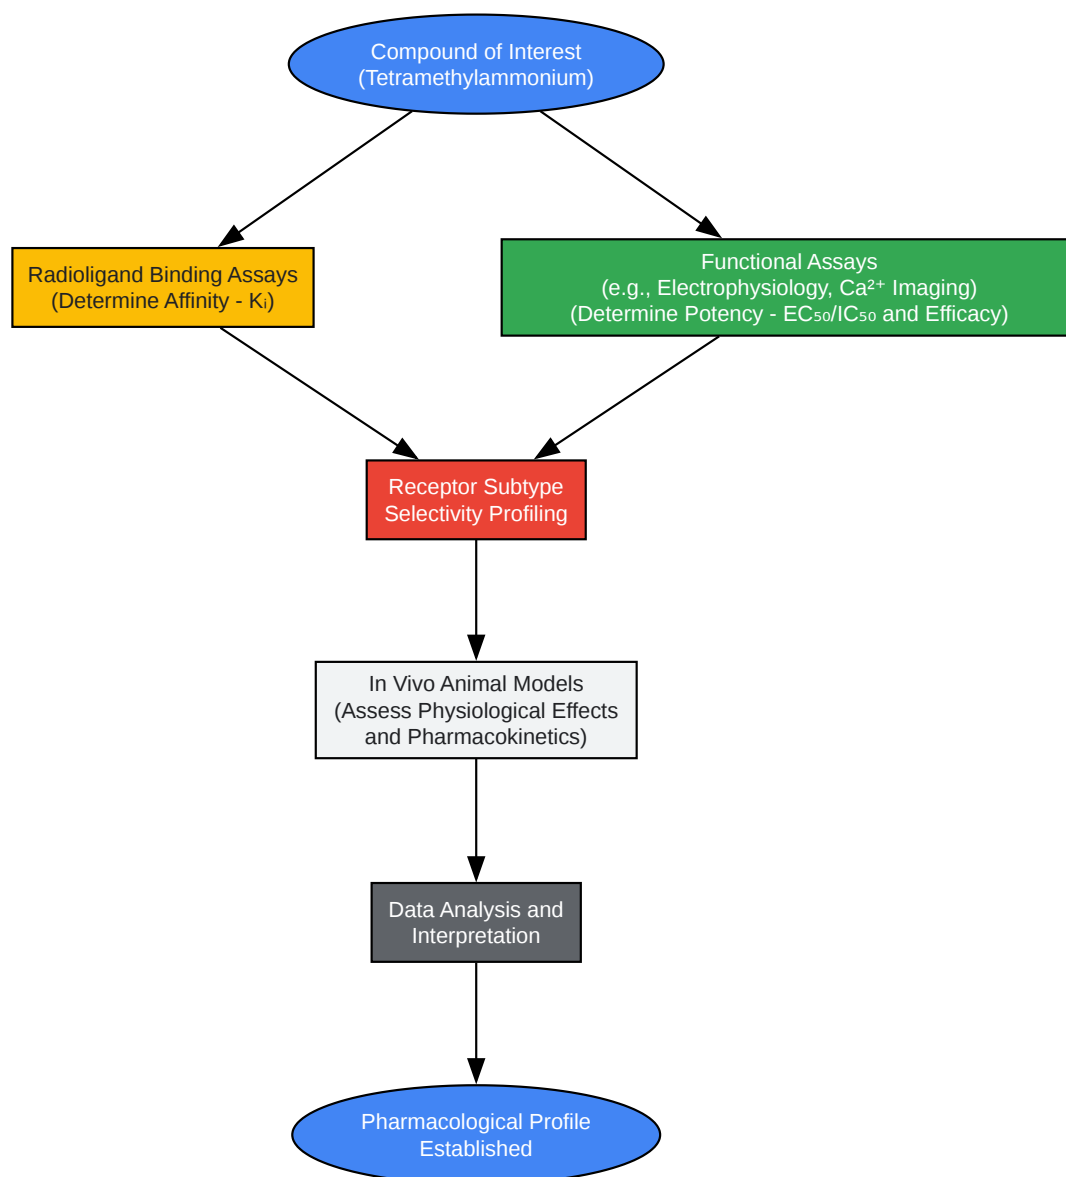 Compound of Interest
(Tetramethylammonium)
Radioligand Binding Assays
(Determine Affinity - Kᵢ)
Functional Assays
(e.g., Electrophysiology, Ca²⁺ Imaging)
(Determine Potency - EC₅₀/IC₅₀ and Efficacy)
Receptor Subtype
Selectivity Profiling
In Vivo Animal Models
(Assess Physiological Effects
and Pharmacokinetics)
Data Analysis and
Interpretation
Pharmacological Profile
Established